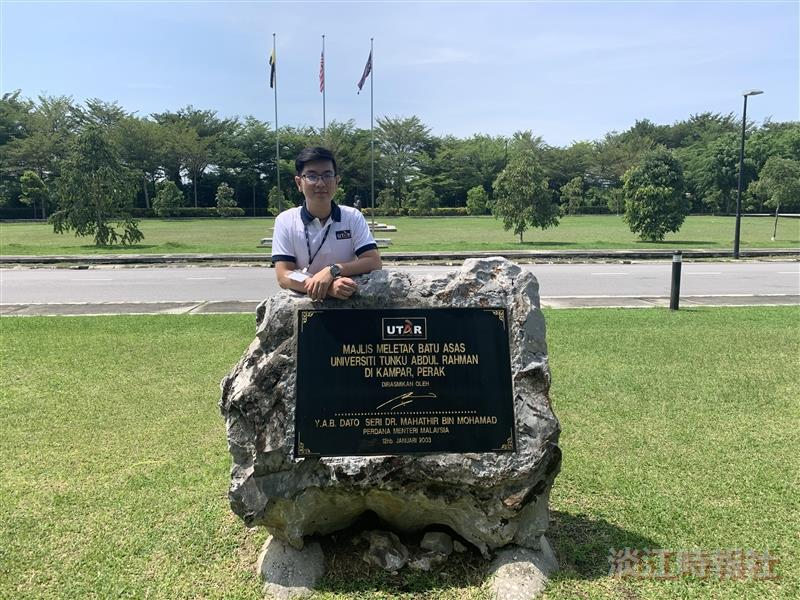 UTAR
UTAR
MAJLIS MELETAK BATU ASAS
UNIVERSITI TUNKU ABDUL RAHMAN
DI KAMPAR, PERAK
DIRASMIKAN OLEH
Y.A.B. DATO SERI DR. MAHATHIR BIN MOHAMAD
PERDANA MENTERI MALAYSIA
12hb JANUARI 2003
淡江時報社